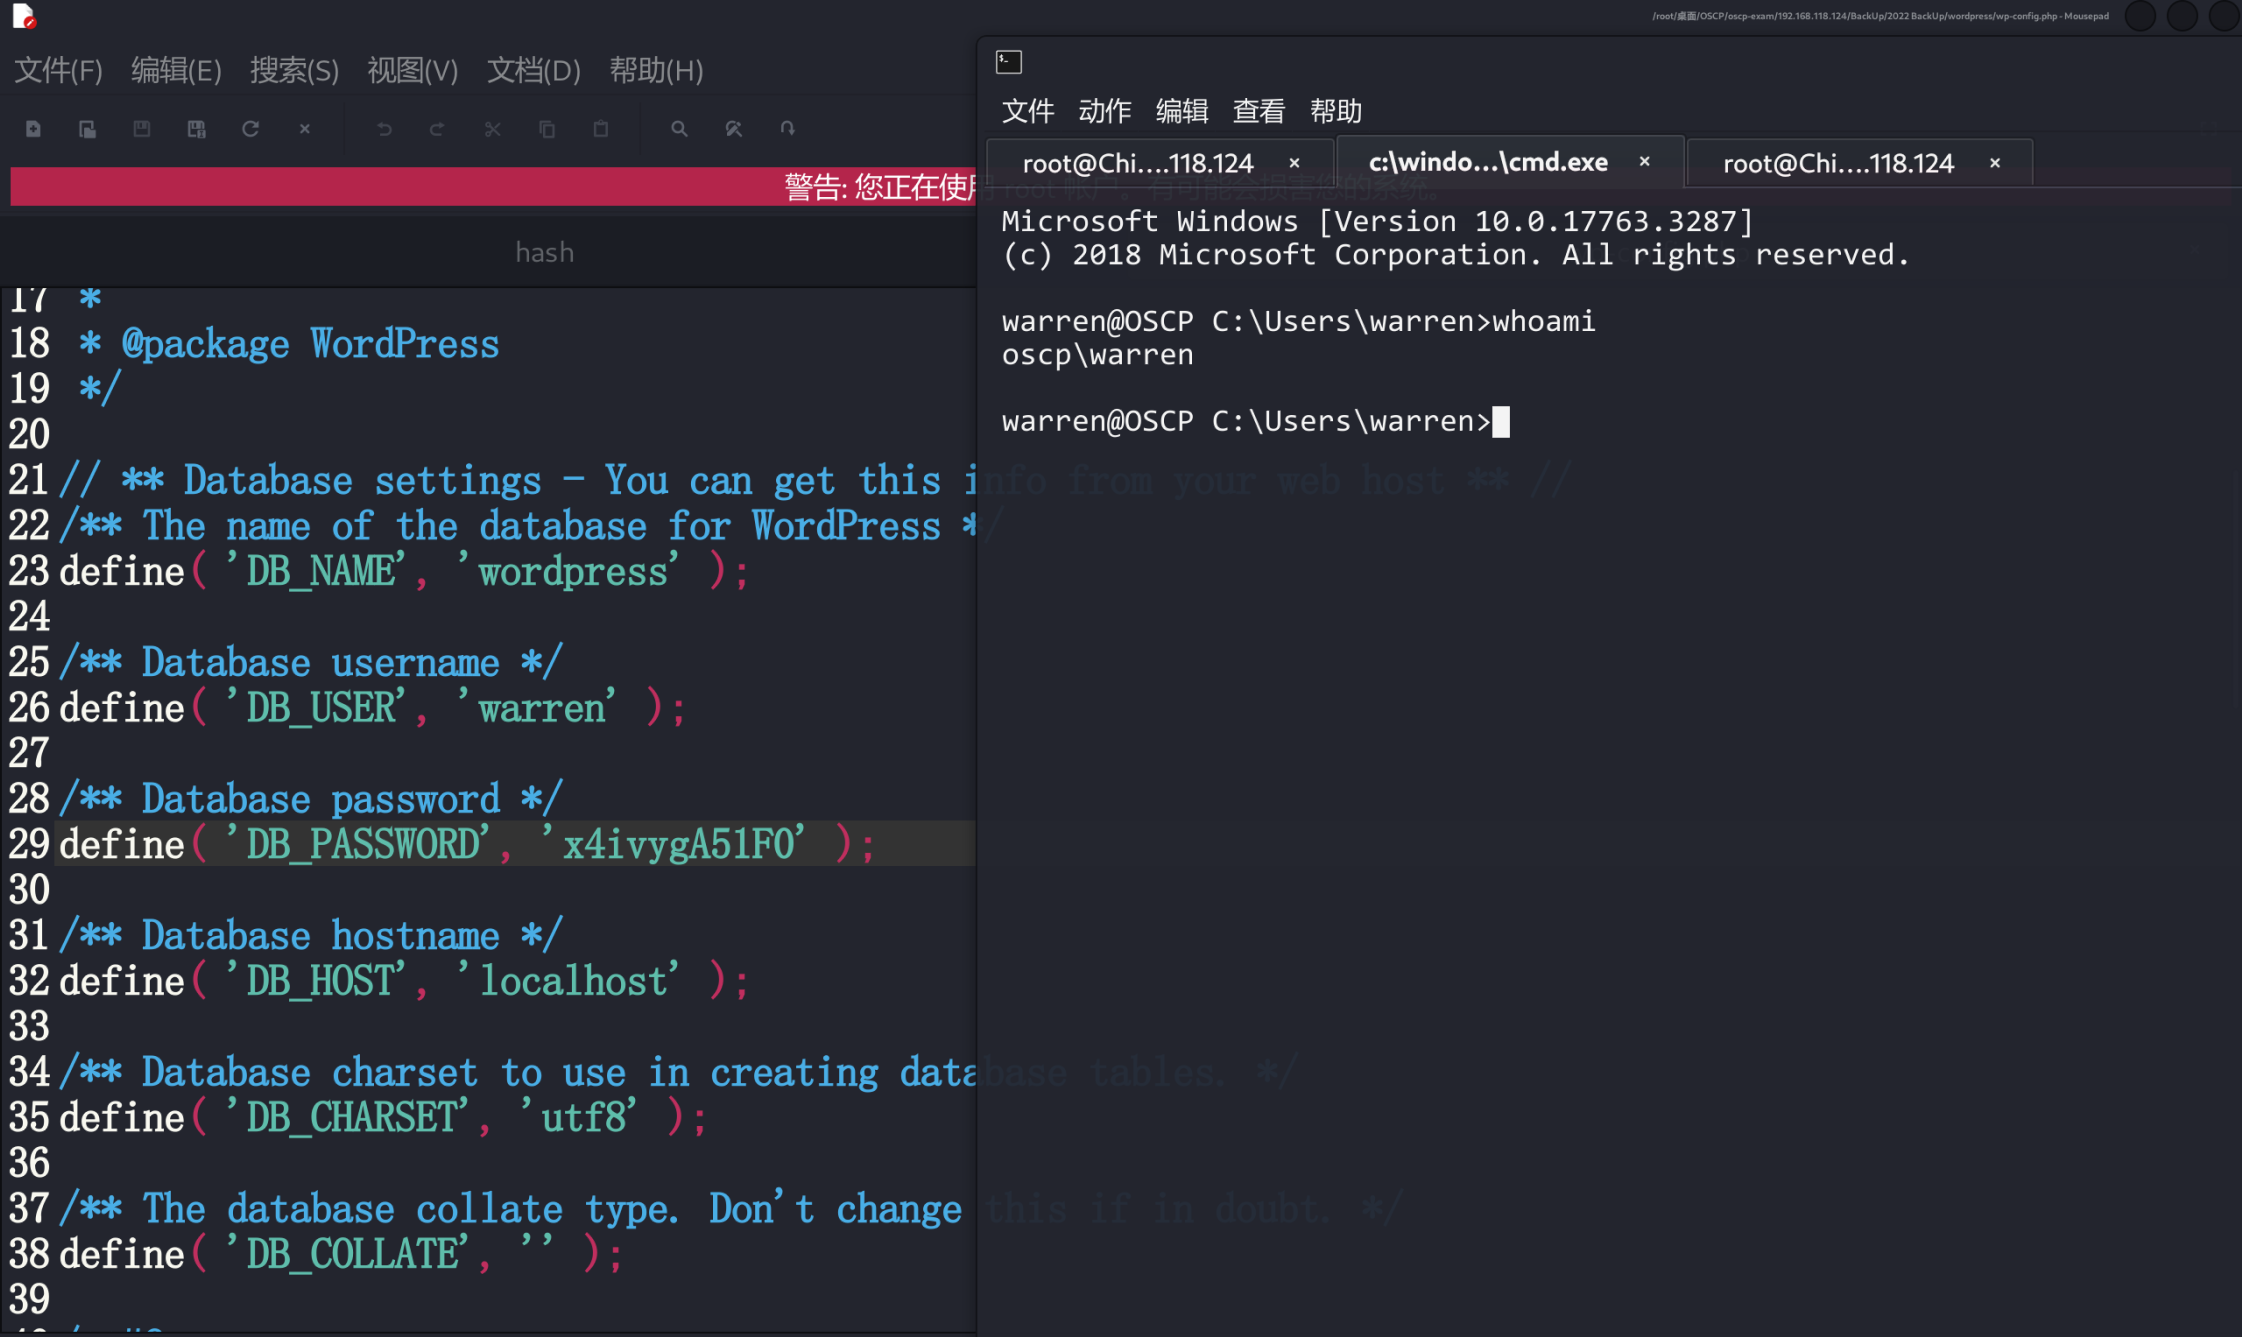 /root/桌面/OSCP/oscp-exam/192.168.118.124/BackUp/2022 BackUp/wordpress/wp-config.php - Mousepad
文件(F) 编辑(E) 搜索(S) 视图(V) 文档(D) 帮助(H)
警告: 您正在使用 root 帐户。有可能会损害您的系统。
hash
17 *
18 * @package WordPress
19 */
20
21 // ** Database settings - You can get this info from your web host ** //
22 /** The name of the database for WordPress */
23 define( 'DB_NAME', 'wordpress' );
24
25 /** Database username */
26 define( 'DB_USER', 'warren' );
27
28 /** Database password */
29 define( 'DB_PASSWORD', 'x4ivygA51F0' );
30
31 /** Database hostname */
32 define( 'DB_HOST', 'localhost' );
33
34 /** Database charset to use in creating database tables. */
35 define( 'DB_CHARSET', 'utf8' );
36
37 /** The database collate type. Don't change this if in doubt. */
38 define( 'DB_COLLATE', '' );
39
文件 动作 编辑 查看 帮助
root@Chi....118.124 × c:\windo...\cmd.exe × root@Chi....118.124 ×
Microsoft Windows [Version 10.0.17763.3287]
(c) 2018 Microsoft Corporation. All rights reserved.
warren@OSCP C:\Users\warren>whoami
oscp\warren
warren@OSCP C:\Users\warren>